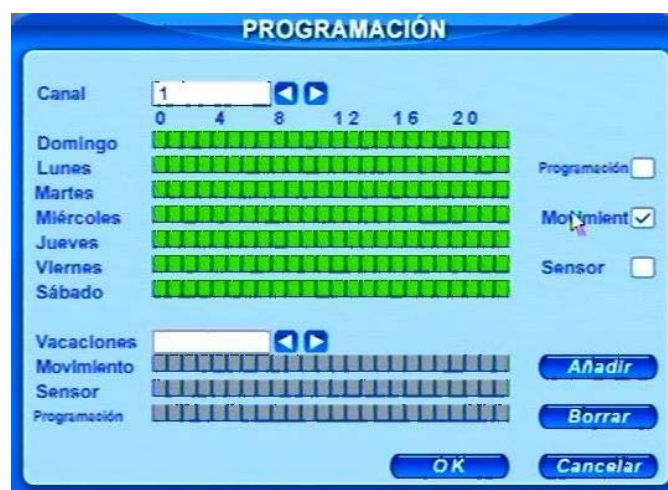 PROGRAMACIÓN
Canal 1
0 4 8 12 16 20
Domingo
Lunes
Programación
Martes
Miércoles
Movimient
Jueves
Viernes
Sensor
Sábado
Vacaciones
Movimiento
Añadir
Sensor
Programación
Borrar
OK
Cancelar